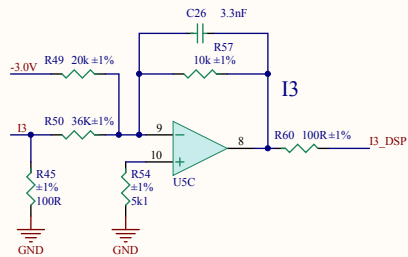 C26 3.3nF
R49 20k ±1%
-3.0V
R57
10k ±1%
I3
I3
R50 36K±1%
9
8
R60 100R±1%
I3_DSP
10
R45
±1%
100R
R54
±1%
5k1
U5C
GND
GND